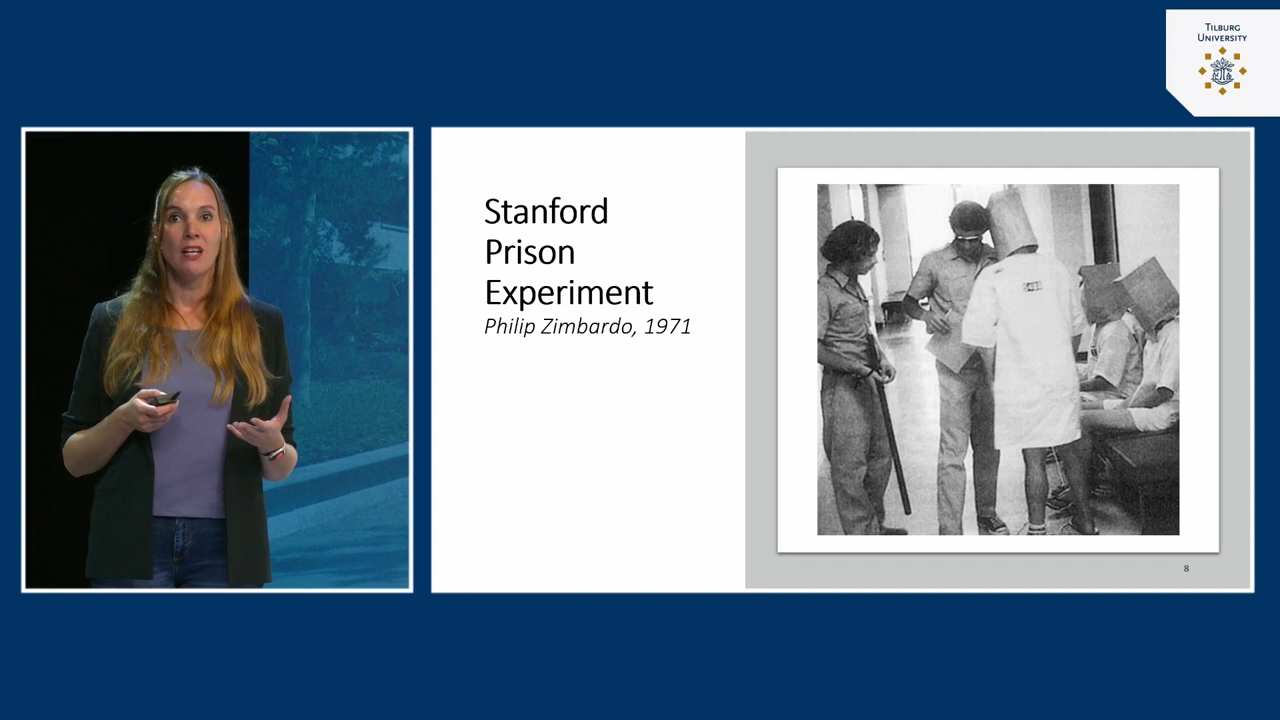 TILBURG
UNIVERSITY
Stanford
Prison
Experiment
Philip Zimbardo, 1971
8